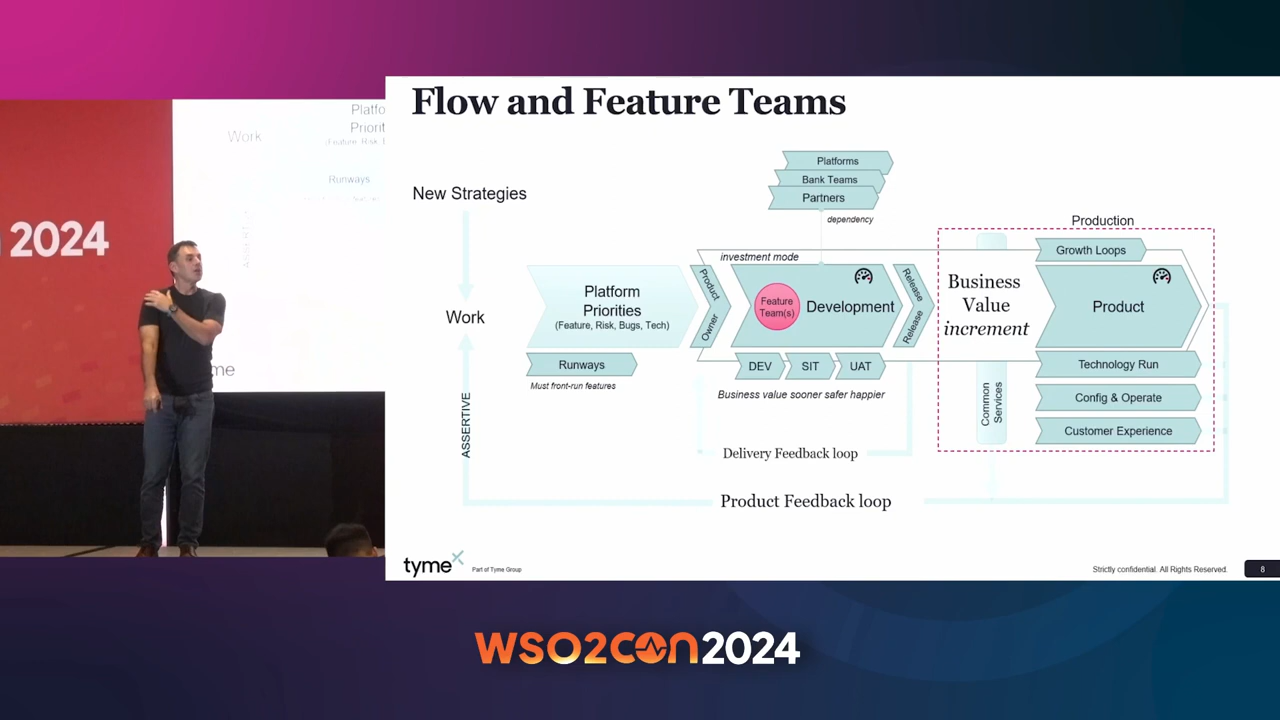 Flow and Feature Teams
Platforms
Bank Teams
Partners
dependency
New Strategies
Production
investment mode
Growth Loops
Platform
Priorities
(Feature, Risk, Bugs, Tech)
Product
Owner
Feature
Team(s)
Development
Release
Release
Business
Value
increment
Product
Work
Runways
Must front-run features
DEV
SIT
UAT
Business value sooner safer happier
Technology Run
Config & Operate
Customer Experience
Common
Services
ASSERTIVE
Delivery Feedback loop
Product Feedback loop
tyme
Part of Tyme Group
Strictly confidential. All Rights Reserved.
8
2024
Work
Platfo
Priorit
Runways
me
WSO2CON2024